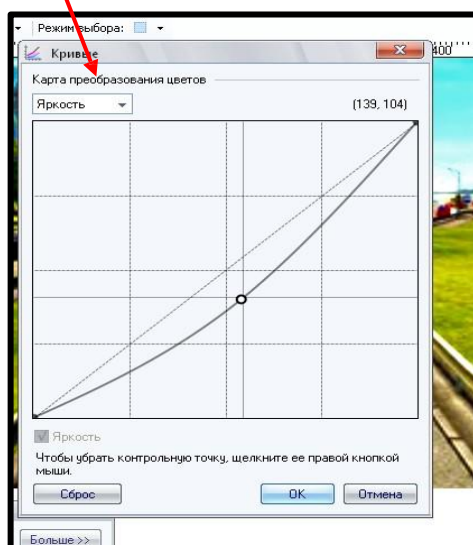 Режим выбора:
400
Кривые
Карта преобразования цветов
Яркость (139, 104)
Яркость
Чтобы убрать контрольную точку, щелкните ее правой кнопкой
мыши.
Сброс OK Отмена
Больше >>